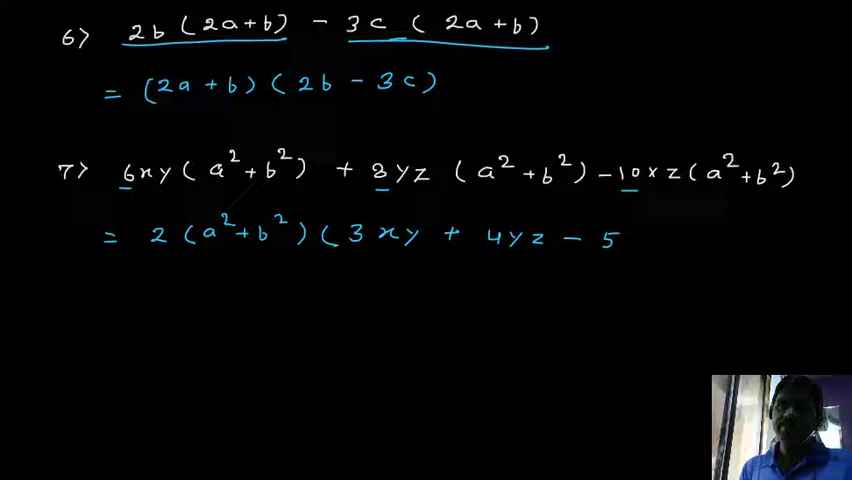 6) 2b (2a+b) - 3c (2a+b)
= (2a+b) (2b - 3c)
7) 6xy (a²+b²) + 8yz (a²+b²) - 10xz (a²+b²)
= 2 (a²+b²) (3xy + 4yz - 5